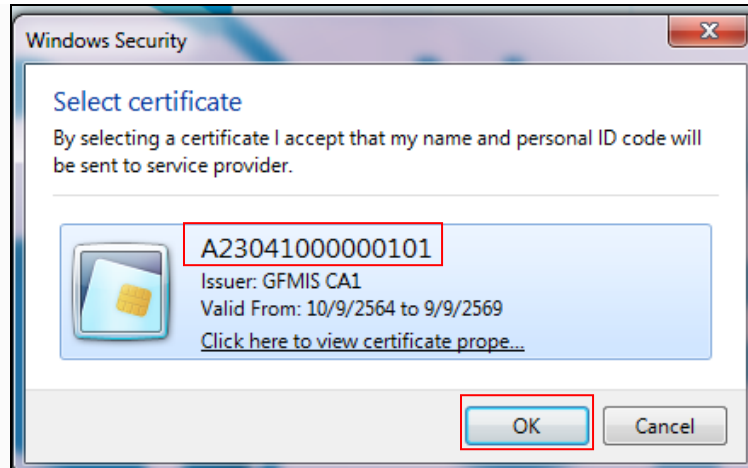 Windows Security
Select certificate
By selecting a certificate I accept that my name and personal ID code will
be sent to service provider.
A23041000000101
Issuer: GFMIS CA1
Valid From: 10/9/2564 to 9/9/2569
Click here to view certificate prope...
OK
Cancel